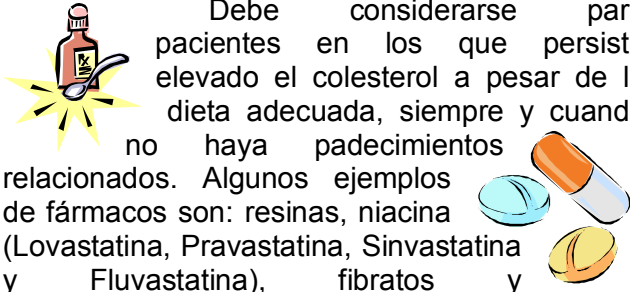 Debe considerarse par
pacientes en los que persist
elevado el colesterol a pesar de l
dieta adecuada, siempre y cuand
no haya padecimientos
relacionados. Algunos ejemplos
de fármacos son: resinas, niacina
(Lovastatina, Pravastatina, Sinvastatina
y Fluvastatina), fibratos y